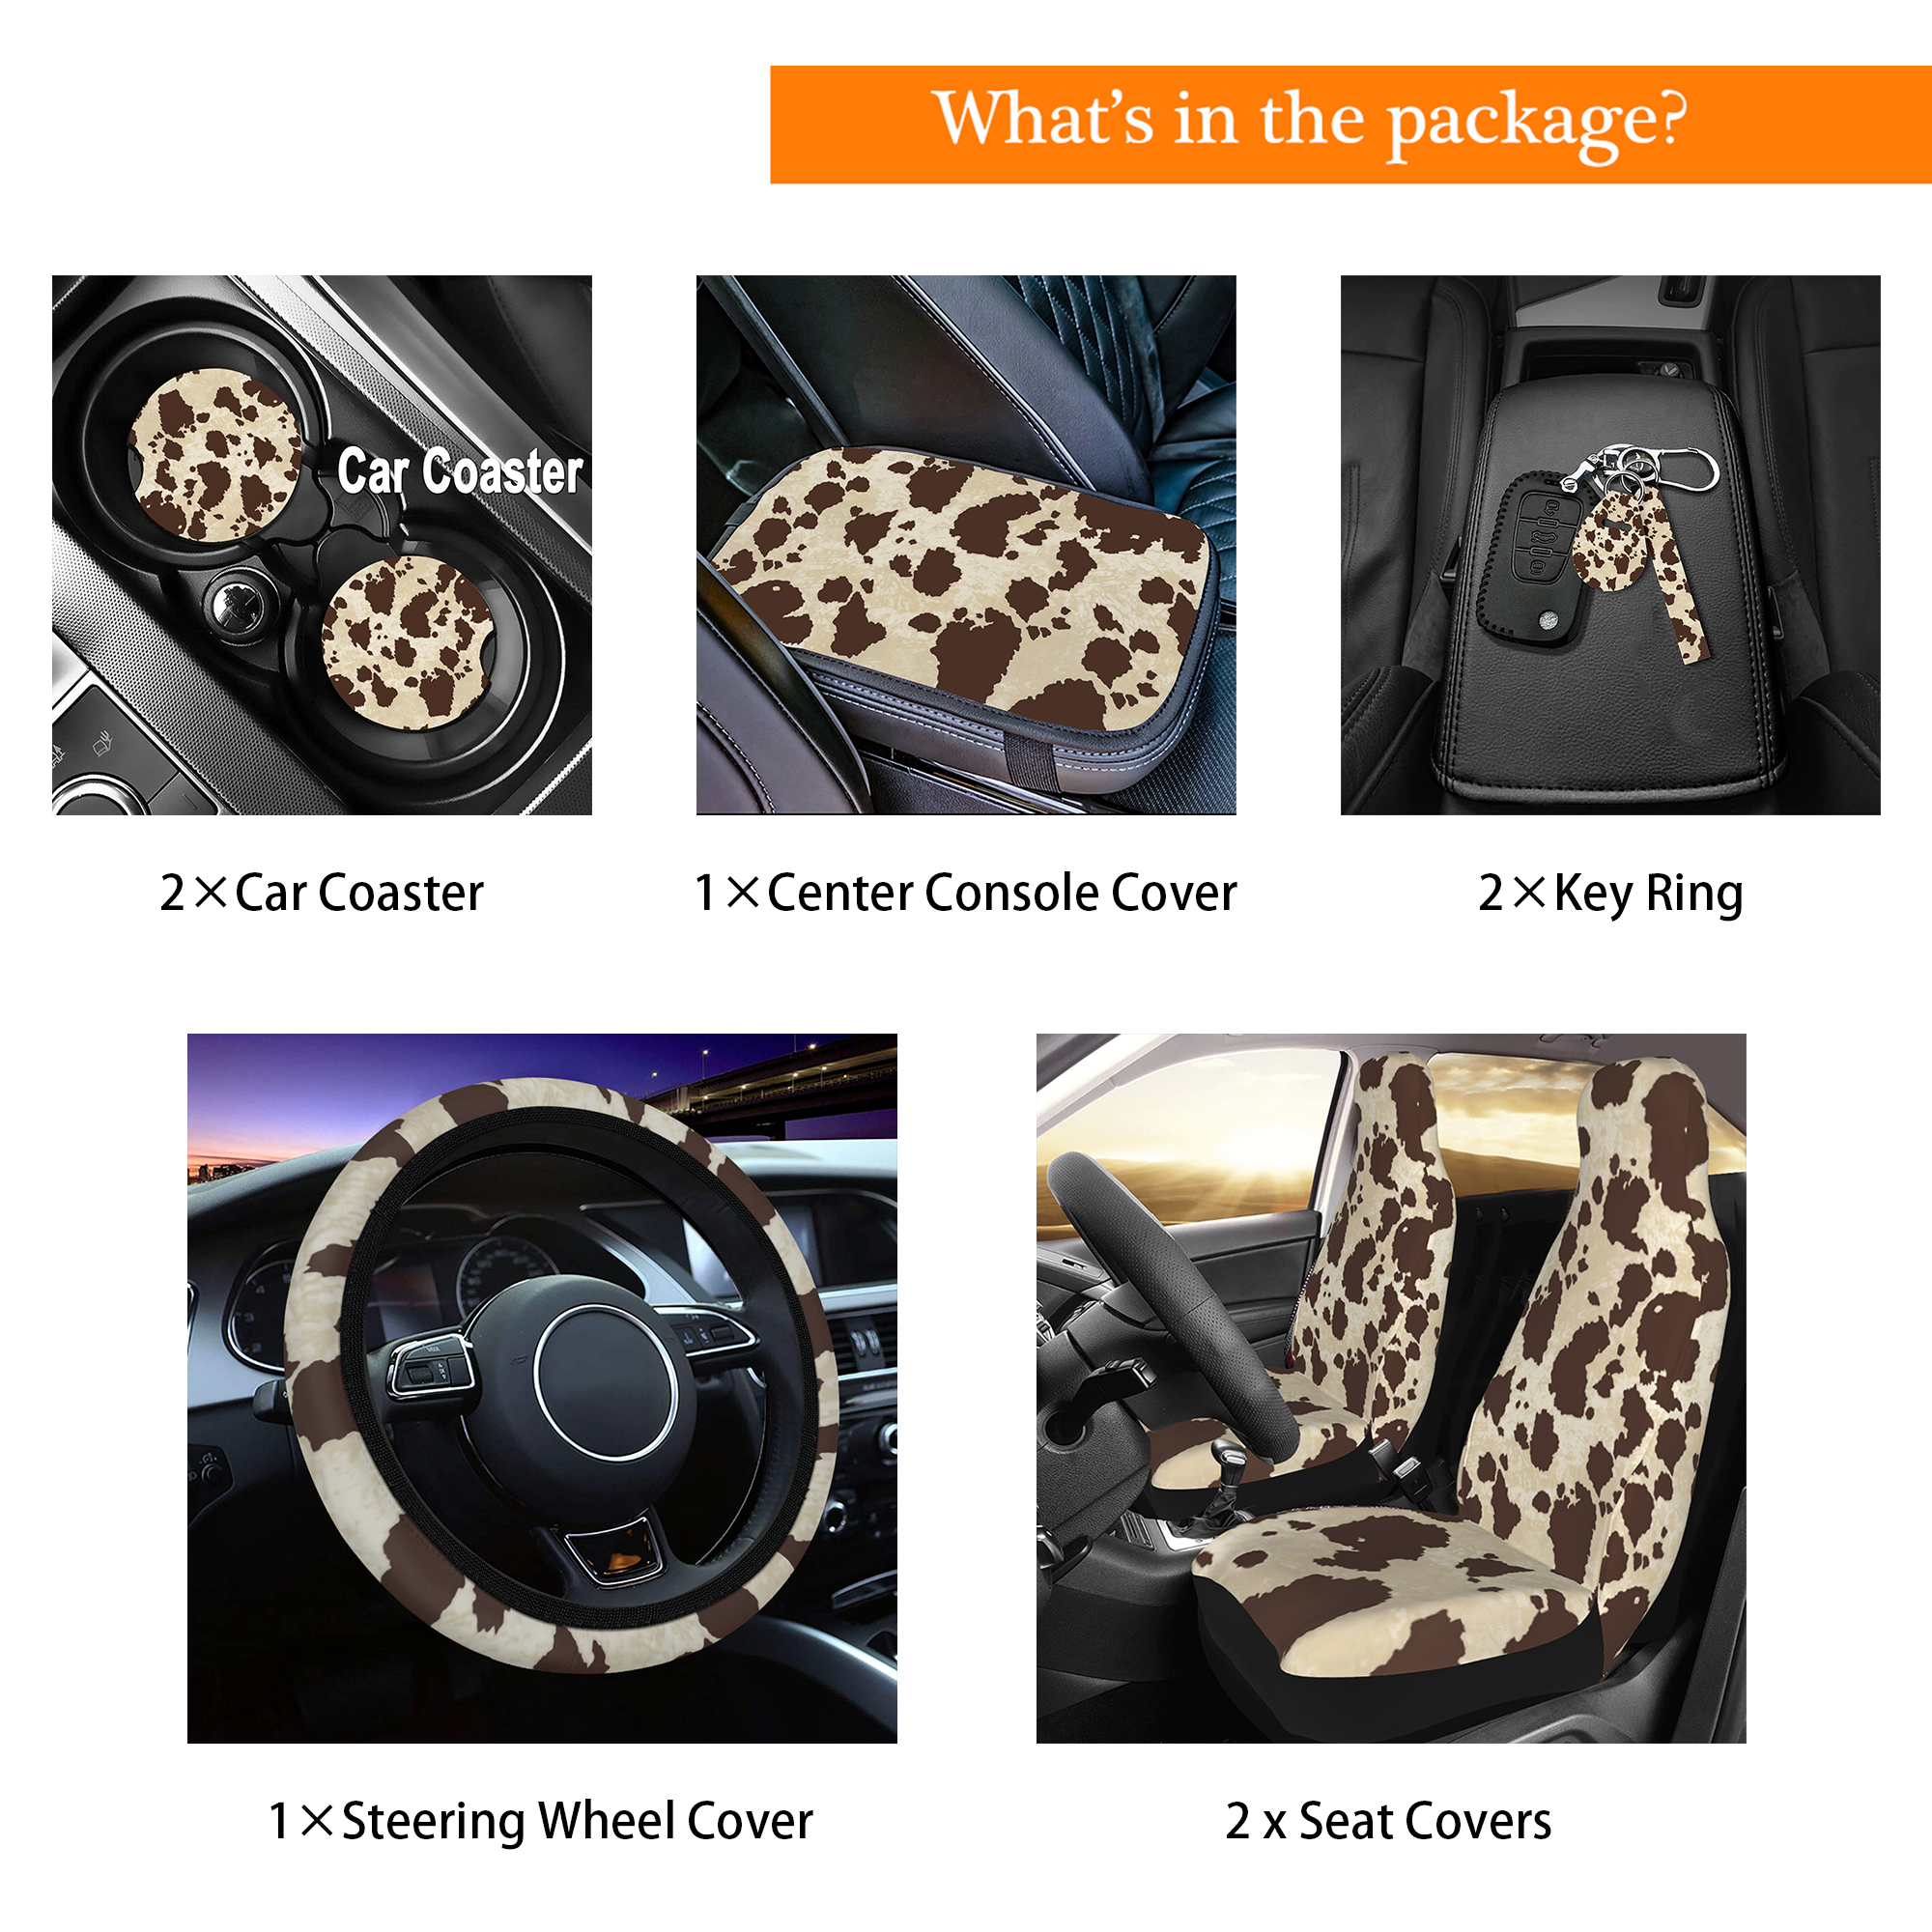 What's in the package?
Car Coaster
2×Car Coaster
1×Center Console Cover
2×Key Ring
1×Steering Wheel Cover
2 x Seat Covers